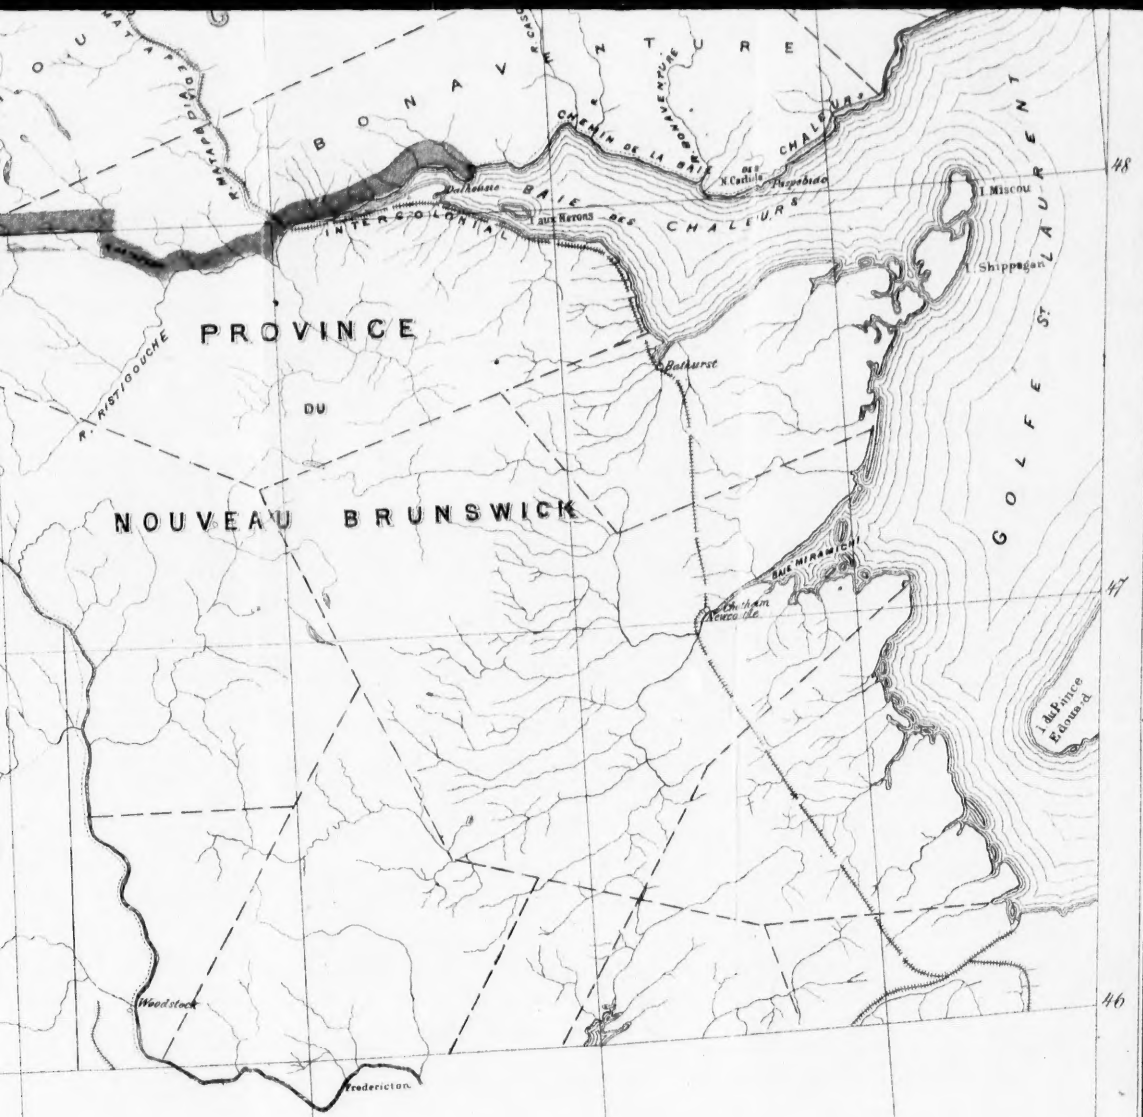 BONAVENTURE
R. MATAPEDIA
R. BONAVENTURE
CHEMIN DE LA BAIE
DES
CHALEURS
N. Carlisle
Paspebiac
Dalhousie
BAIE DES
CHALEURS
I. aux Herons
INTERCOLONIAL
I. Miscou
I. Shippegan
GOLFE ST LAURENT
48
PROVINCE
DU
NOUVEAU BRUNSWICK
R. RISTIGOUCHE
Bathurst
BAIE MIRAMICHI
Chatham
Newcastle
47
I. du Prince
Edouard.
Woodstock
Fredericton
46